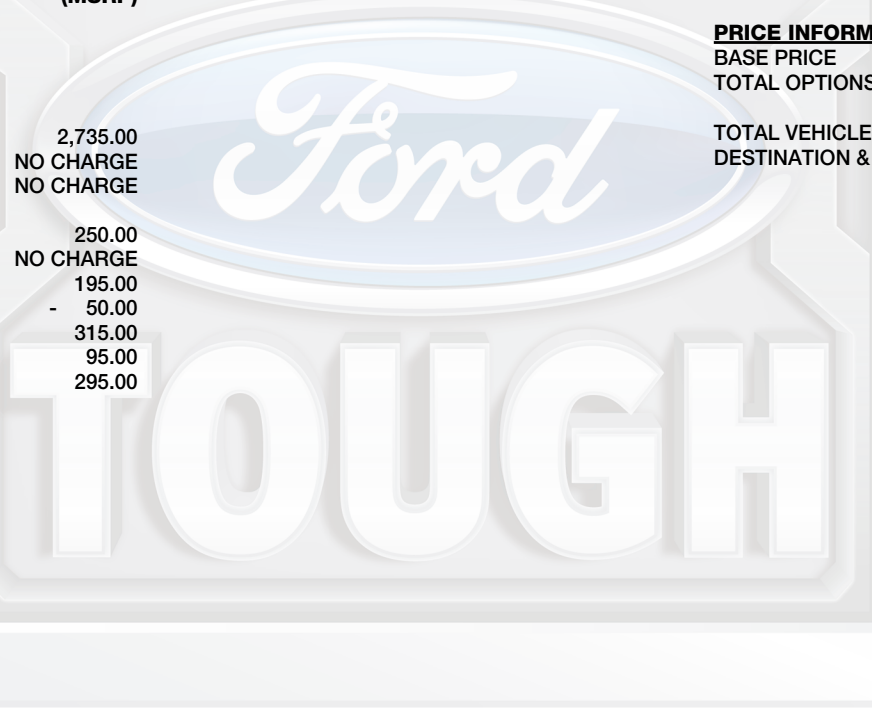 (MSRP)
2,735.00
NO CHARGE
NO CHARGE
250.00
NO CHARGE
195.00
- 50.00
315.00
95.00
295.00
PRICE INFORM
BASE PRICE
TOTAL OPTIONS
TOTAL VEHICLE
DESTINATION &
Ford
TOUGH